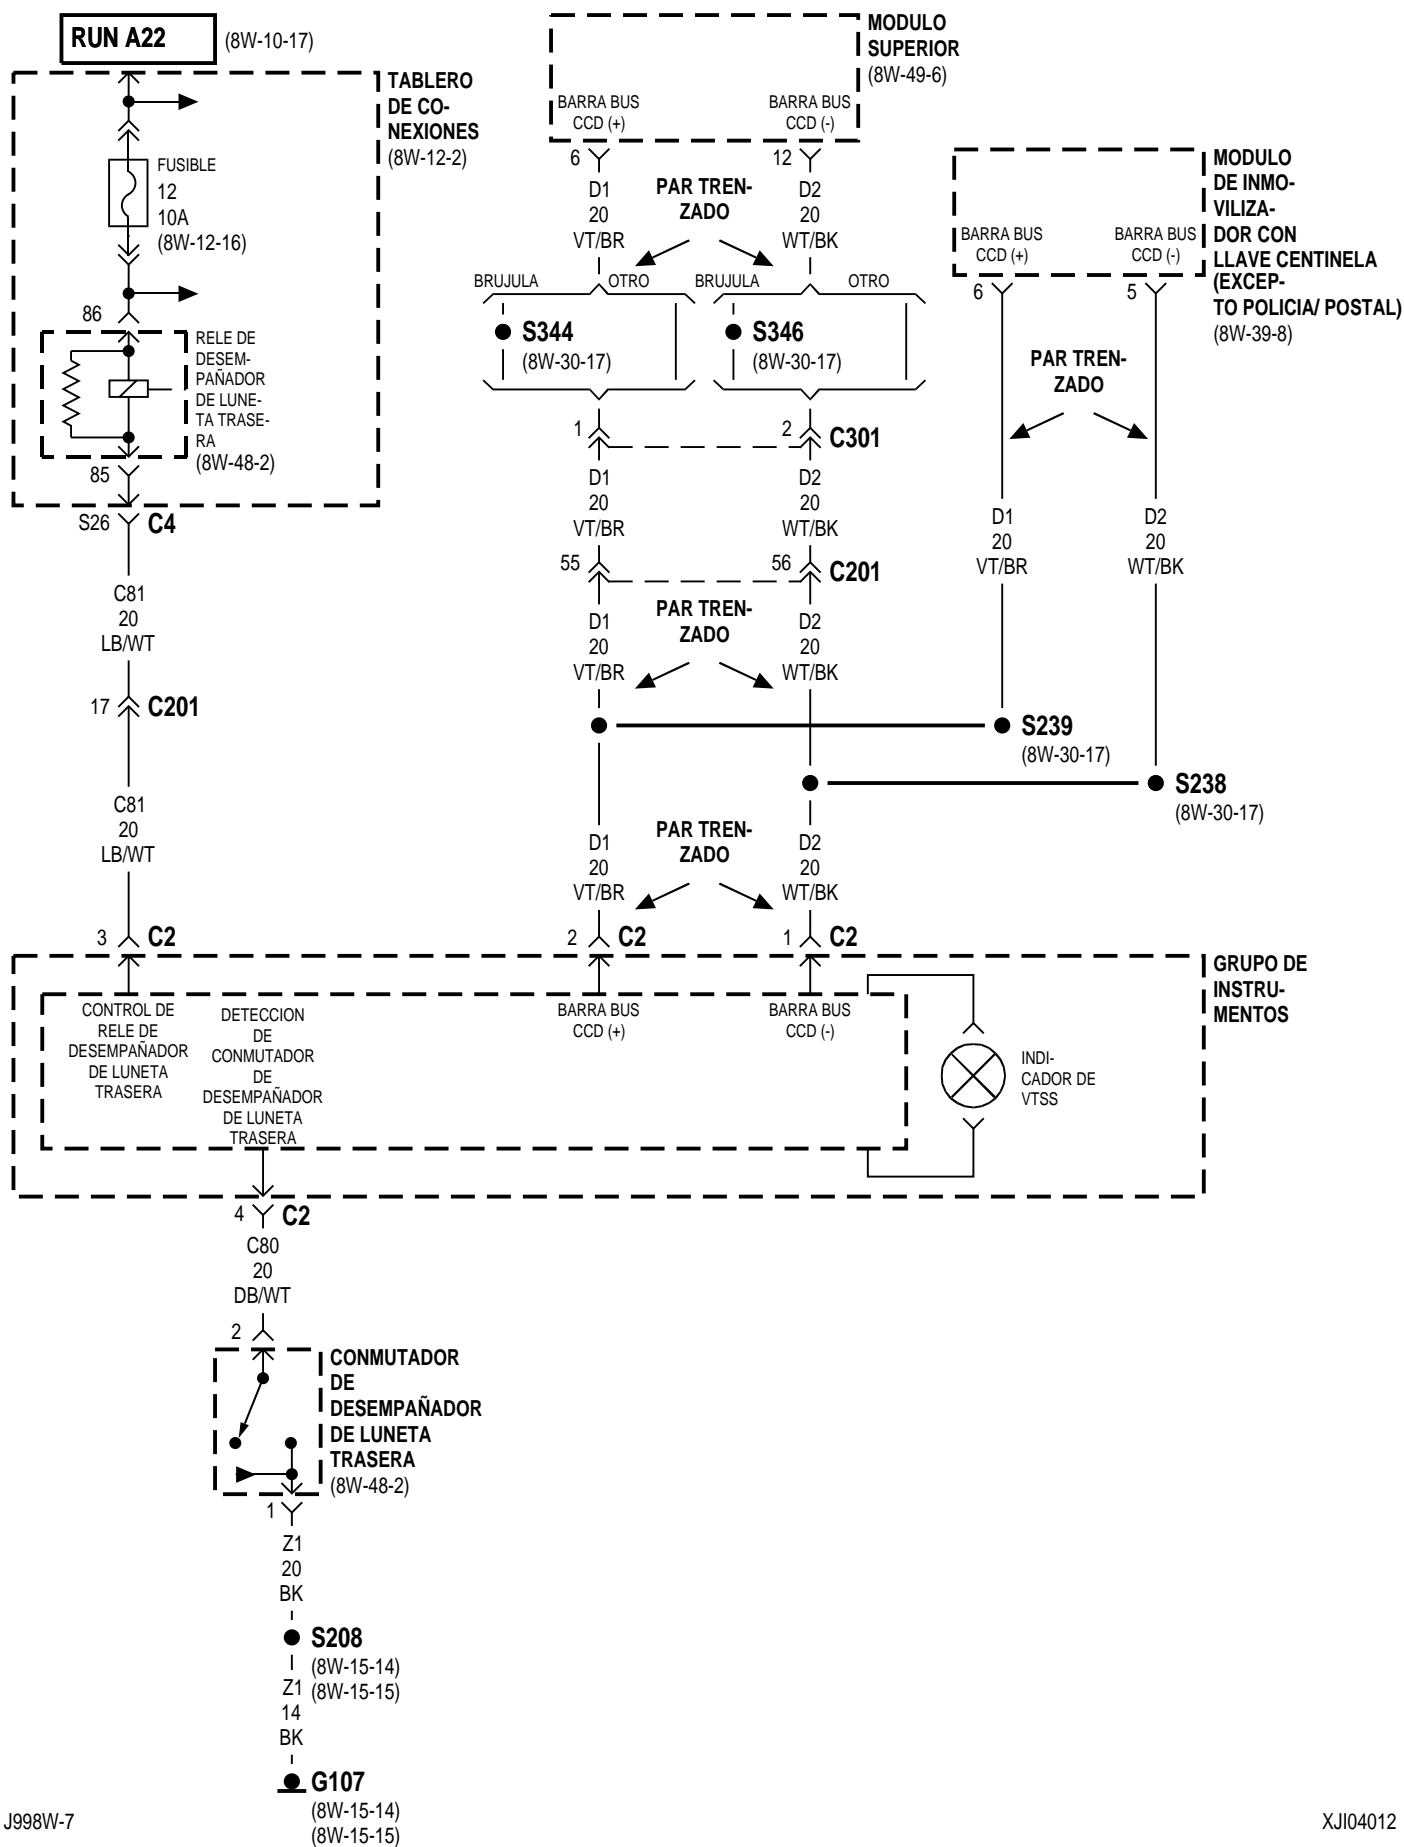 RUN A22
(8W-10-17)
TABLERO
DE CO-
NEXIONES
(8W-12-2)
FUSIBLE
12
10A
(8W-12-16)
86
RELE DE
DESEM-
PAÑADOR
DE LUNE-
TA TRASE-
RA
(8W-48-2)
85
S26
C4
C81
20
LB/WT
17
C201
C81
20
LB/WT
3
C2
MODULO
SUPERIOR
(8W-49-6)
BARRA BUS
CCD (+)
BARRA BUS
CCD (-)
6
12
D1
20
VT/BR
PAR TREN-
ZADO
D2
20
WT/BK
BRUJULA
OTRO
BRUJULA
OTRO
S344
(8W-30-17)
S346
(8W-30-17)
1
2
C301
D1
20
VT/BR
D2
20
WT/BK
55
56
C201
D1
20
VT/BR
PAR TREN-
ZADO
D2
20
WT/BK
MODULO
DE INMO-
VILIZA-
DOR CON
LLAVE CENTINELA
(EXCEP-
TO POLICIA/ POSTAL)
(8W-39-8)
BARRA BUS
CCD (+)
BARRA BUS
CCD (-)
6
5
PAR TREN-
ZADO
D1
20
VT/BR
D2
20
WT/BK
S239
(8W-30-17)
S238
(8W-30-17)
D1
20
VT/BR
PAR TREN-
ZADO
D2
20
WT/BK
2
C2
1
C2
GRUPO DE
INSTRU-
MENTOS
CONTROL DE
RELE DE
DESEMPAÑADOR
DE LUNETA
TRASERA
DETECCION
DE
CONMUTADOR
DE
DESEMPAÑADOR
DE LUNETA
TRASERA
BARRA BUS
CCD (+)
BARRA BUS
CCD (-)
INDI-
CADOR DE
VTSS
4
C2
C80
20
DB/WT
2
CONMUTADOR
DE
DESEMPAÑADOR
DE LUNETA
TRASERA
(8W-48-2)
1
Z1
20
BK
S208
(8W-15-14)
(8W-15-15)
Z1
14
BK
G107
(8W-15-14)
(8W-15-15)
J998W-7
XJI04012